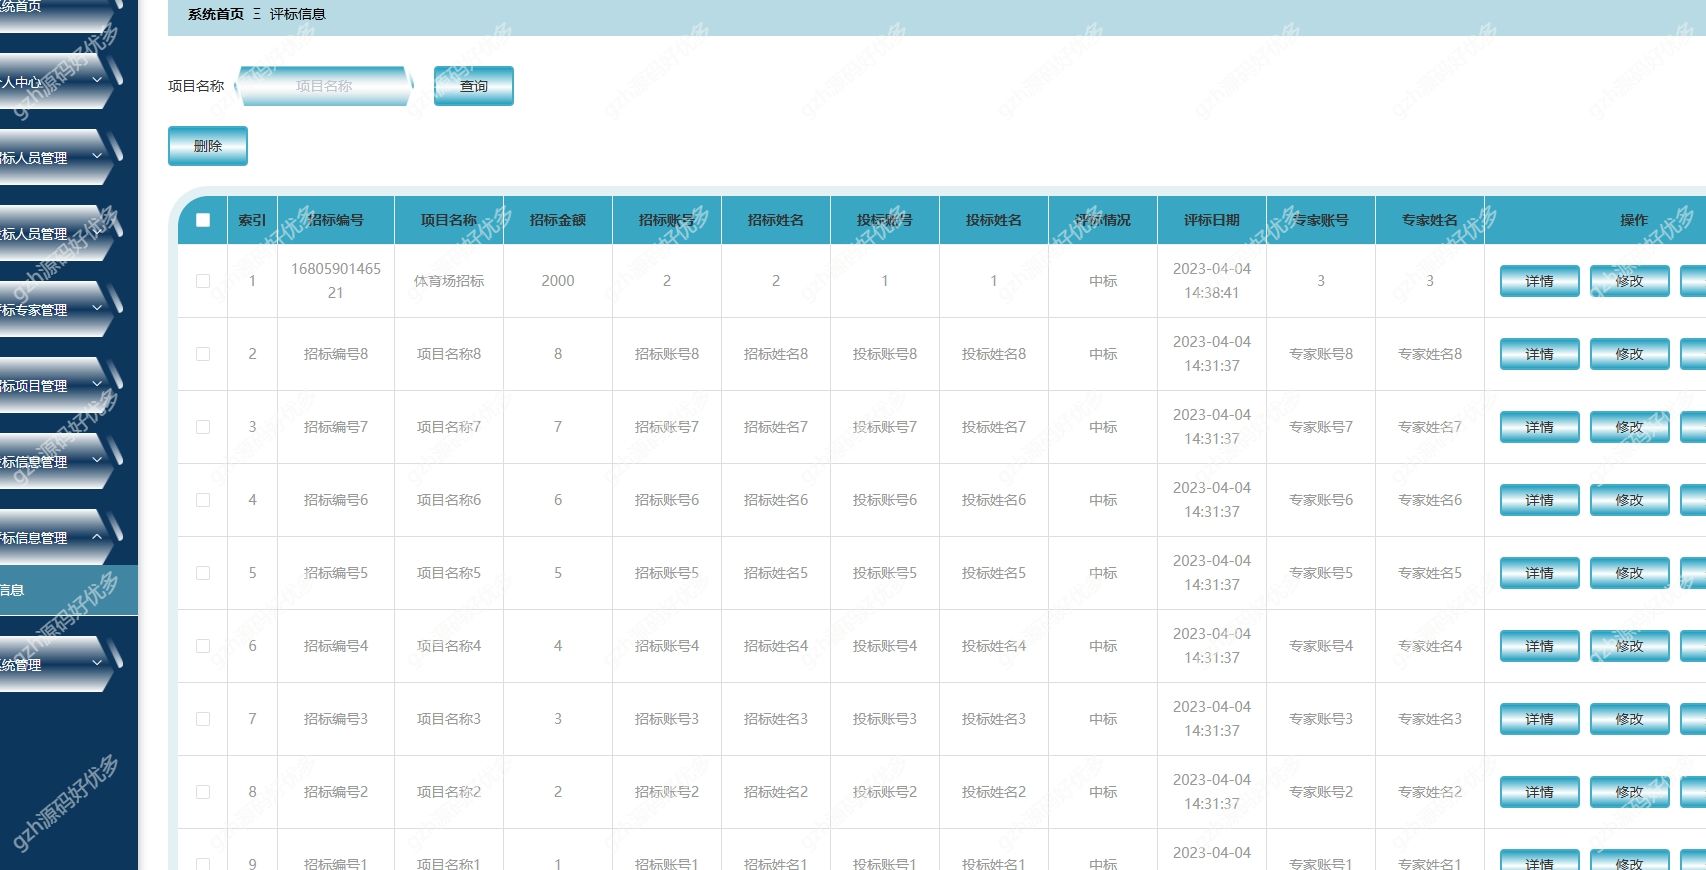 系统首页 Ξ 评标信息
统首页
人中心
标人员管理
标人员管理
标专家管理
标项目管理
标信息管理
标信息管理
信息
统管理
项目名称 项目名称 查询
删除
索引 招标编号 项目名称 招标金额 招标账号 招标姓名 投标账号 投标姓名 评标情况 评标日期 专家账号 专家姓名 操作
1 16805901465 21 体育场招标 2000 2 2 1 1 中标 2023-04-04 14:38:41 3 3 详情 修改
2 招标编号8 项目名称8 8 招标账号8 招标姓名8 投标账号8 投标姓名8 中标 2023-04-04 14:31:37 专家账号8 专家姓名8 详情 修改
3 招标编号7 项目名称7 7 招标账号7 招标姓名7 投标账号7 投标姓名7 中标 2023-04-04 14:31:37 专家账号7 专家姓名7 详情 修改
4 招标编号6 项目名称6 6 招标账号6 招标姓名6 投标账号6 投标姓名6 中标 2023-04-04 14:31:37 专家账号6 专家姓名6 详情 修改
5 招标编号5 项目名称5 5 招标账号5 招标姓名5 投标账号5 投标姓名5 中标 2023-04-04 14:31:37 专家账号5 专家姓名5 详情 修改
6 招标编号4 项目名称4 4 招标账号4 招标姓名4 投标账号4 投标姓名4 中标 2023-04-04 14:31:37 专家账号4 专家姓名4 详情 修改
7 招标编号3 项目名称3 3 招标账号3 招标姓名3 投标账号3 投标姓名3 中标 2023-04-04 14:31:37 专家账号3 专家姓名3 详情 修改
8 招标编号2 项目名称2 2 招标账号2 招标姓名2 投标账号2 投标姓名2 中标 2023-04-04 14:31:37 专家账号2 专家姓名2 详情 修改
9 招标编号1 项目名称1 1 招标账号1 招标姓名1 投标账号1 投标姓名1 中标 2023-04-04 专家账号1 专家姓名1 详情 修改
gzh源码好优多